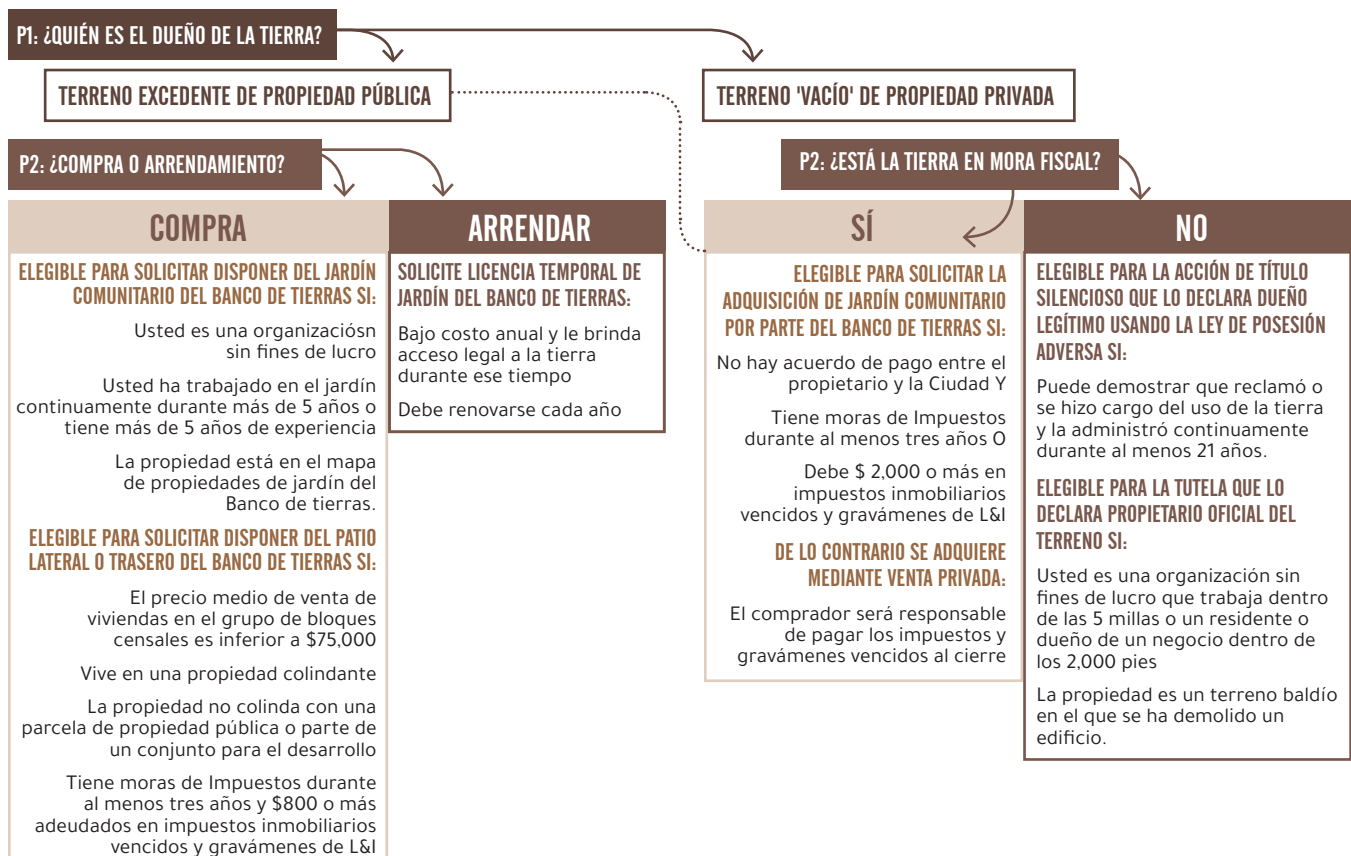 P1: ¿QUIÉN ES EL DUEÑO DE LA TIERRA?
TERRENO EXCEDENTE DE PROPIEDAD PÚBLICA
TERRENO 'VACÍO' DE PROPIEDAD PRIVADA
P2: ¿COMPRA O ARRENDAMIENTO?
P2: ¿ESTÁ LA TIERRA EN MORA FISCAL?
COMPRA
ELEGIBLE PARA SOLICITAR DISPONER DEL JARDÍN
COMUNITARIO DEL BANCO DE TIERRAS SI:
Usted es una organizaciósn
sin fines de lucro
Usted ha trabajado en el jardín
continuamente durante más de 5 años o
tiene más de 5 años de experiencia
La propiedad está en el mapa
de propiedades de jardín del
Banco de tierras.
ELEGIBLE PARA SOLICITAR DISPONER DEL PATIO
LATERAL O TRASERO DEL BANCO DE TIERRAS SI:
El precio medio de venta de
viviendas en el grupo de bloques
censales es inferior a $75,000
Vive en una propiedad colindante
La propiedad no colinda con una
parcela de propiedad pública o parte de
un conjunto para el desarrollo
Tiene moras de Impuestos durante
al menos tres años y $800 o más
adeudados en impuestos inmobiliarios
vencidos y gravámenes de L&I
ARRENDAR
SOLICITE LICENCIA TEMPORAL DE
JARDÍN DEL BANCO DE TIERRAS:
Bajo costo anual y le brinda
acceso legal a la tierra
durante ese tiempo
Debe renovarse cada año
SÍ
ELEGIBLE PARA SOLICITAR LA
ADQUISICIÓN DE JARDÍN COMUNITARIO
POR PARTE DEL BANCO DE TIERRAS SI:
No hay acuerdo de pago entre el
propietario y la Ciudad Y
Tiene moras de Impuestos
durante al menos tres años O
Debe $ 2,000 o más en
impuestos inmobiliarios
vencidos y gravámenes de L&I
DE LO CONTRARIO SE ADQUIERE
MEDIANTE VENTA PRIVADA:
El comprador será responsable
de pagar los impuestos y
gravámenes vencidos al cierre
NO
ELEGIBLE PARA LA ACCIÓN DE TÍTULO
SILENCIOSO QUE LO DECLARA DUEÑO
LEGÍTIMO USANDO LA LEY DE POSESIÓN
ADVERSA SI:
Puede demostrar que reclamó o
se hizo cargo del uso de la tierra
y la administró continuamente
durante al menos 21 años.
ELEGIBLE PARA LA TUTELA QUE LO
DECLARA PROPIETARIO OFICIAL DEL
TERRENO SI:
Usted es una organización sin
fines de lucro que trabaja dentro
de las 5 millas o un residente o
dueño de un negocio dentro de
los 2,000 pies
La propiedad es un terreno baldío
en el que se ha demolido un
edificio.